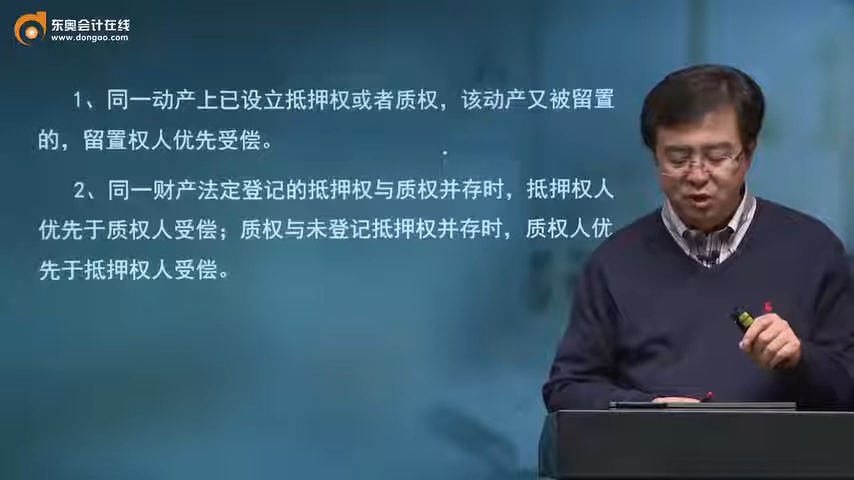 东奥会计在线
www.dongao.com
1、同一动产上已设立抵押权或者质权，该动产又被留置
的，留置权人优先受偿。
2、同一财产法定登记的抵押权与质权并存时，抵押权人
优先于质权人受偿；质权与未登记抵押权并存时，质权人优
先于抵押权人受偿。